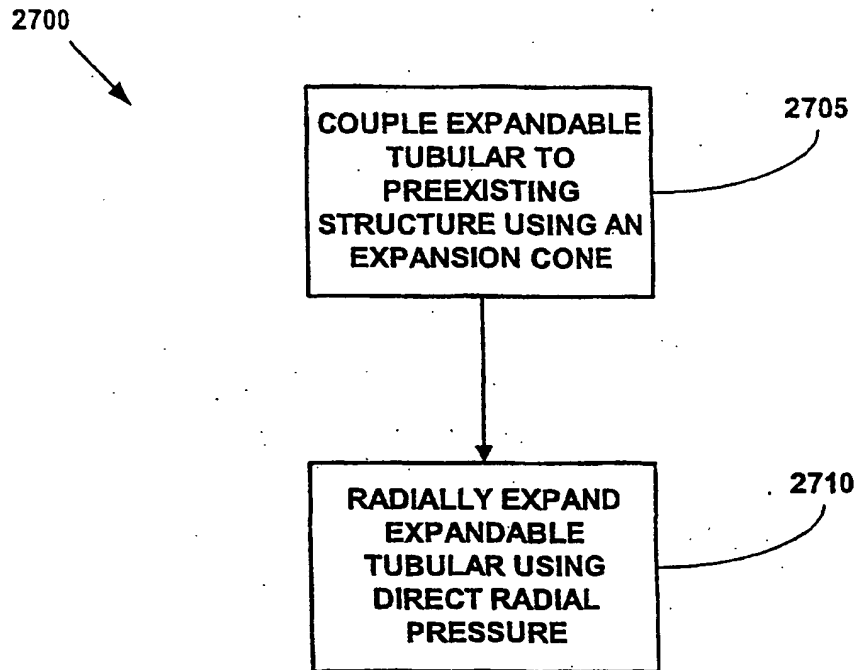 2700
2705
COUPLE EXPANDABLE
TUBULAR TO
PREEXISTING
STRUCTURE USING AN
EXPANSION CONE
2710
RADIALLY EXPAND
EXPANDABLE
TUBULAR USING
DIRECT RADIAL
PRESSURE